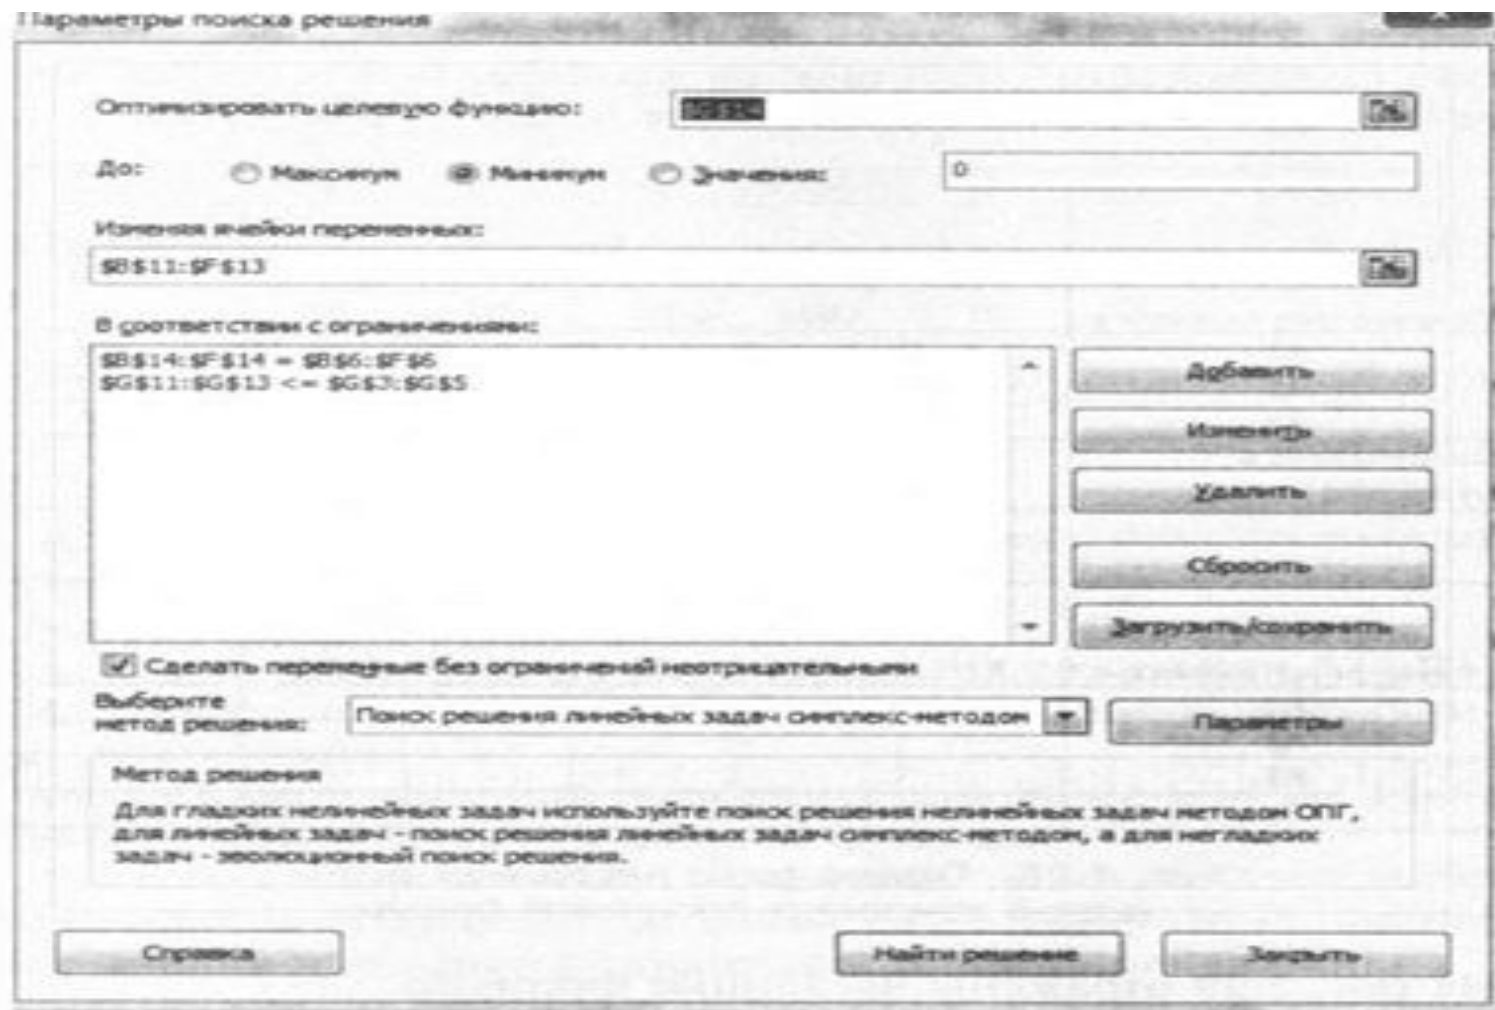 Параметры поиска решения
Оптимизировать целевую функцию: $G$14
До: Максимум Минимум Значения: 0
Изменяя ячейки переменных:
$B$11:$F$13
В соответствии с ограничениями:
$B$14:$F$14 = $B$6:$F$6
$G$11:$G$13 <= $G$3:$G$5
Добавить
Изменить
Удалить
Сбросить
Загрузить/сохранить
Сделать переменные без ограничений неотрицательными
Выберите
метод решения: Поиск решения линейных задач симплекс-методом Параметры
Метод решения
Для гладких нелинейных задач используйте поиск решения нелинейных задач методом ОПГ,
для линейных задач - поиск решения линейных задач симплекс-методом, а для негладких
задач - эволюционный поиск решения.
Справка Найти решение Закрыть